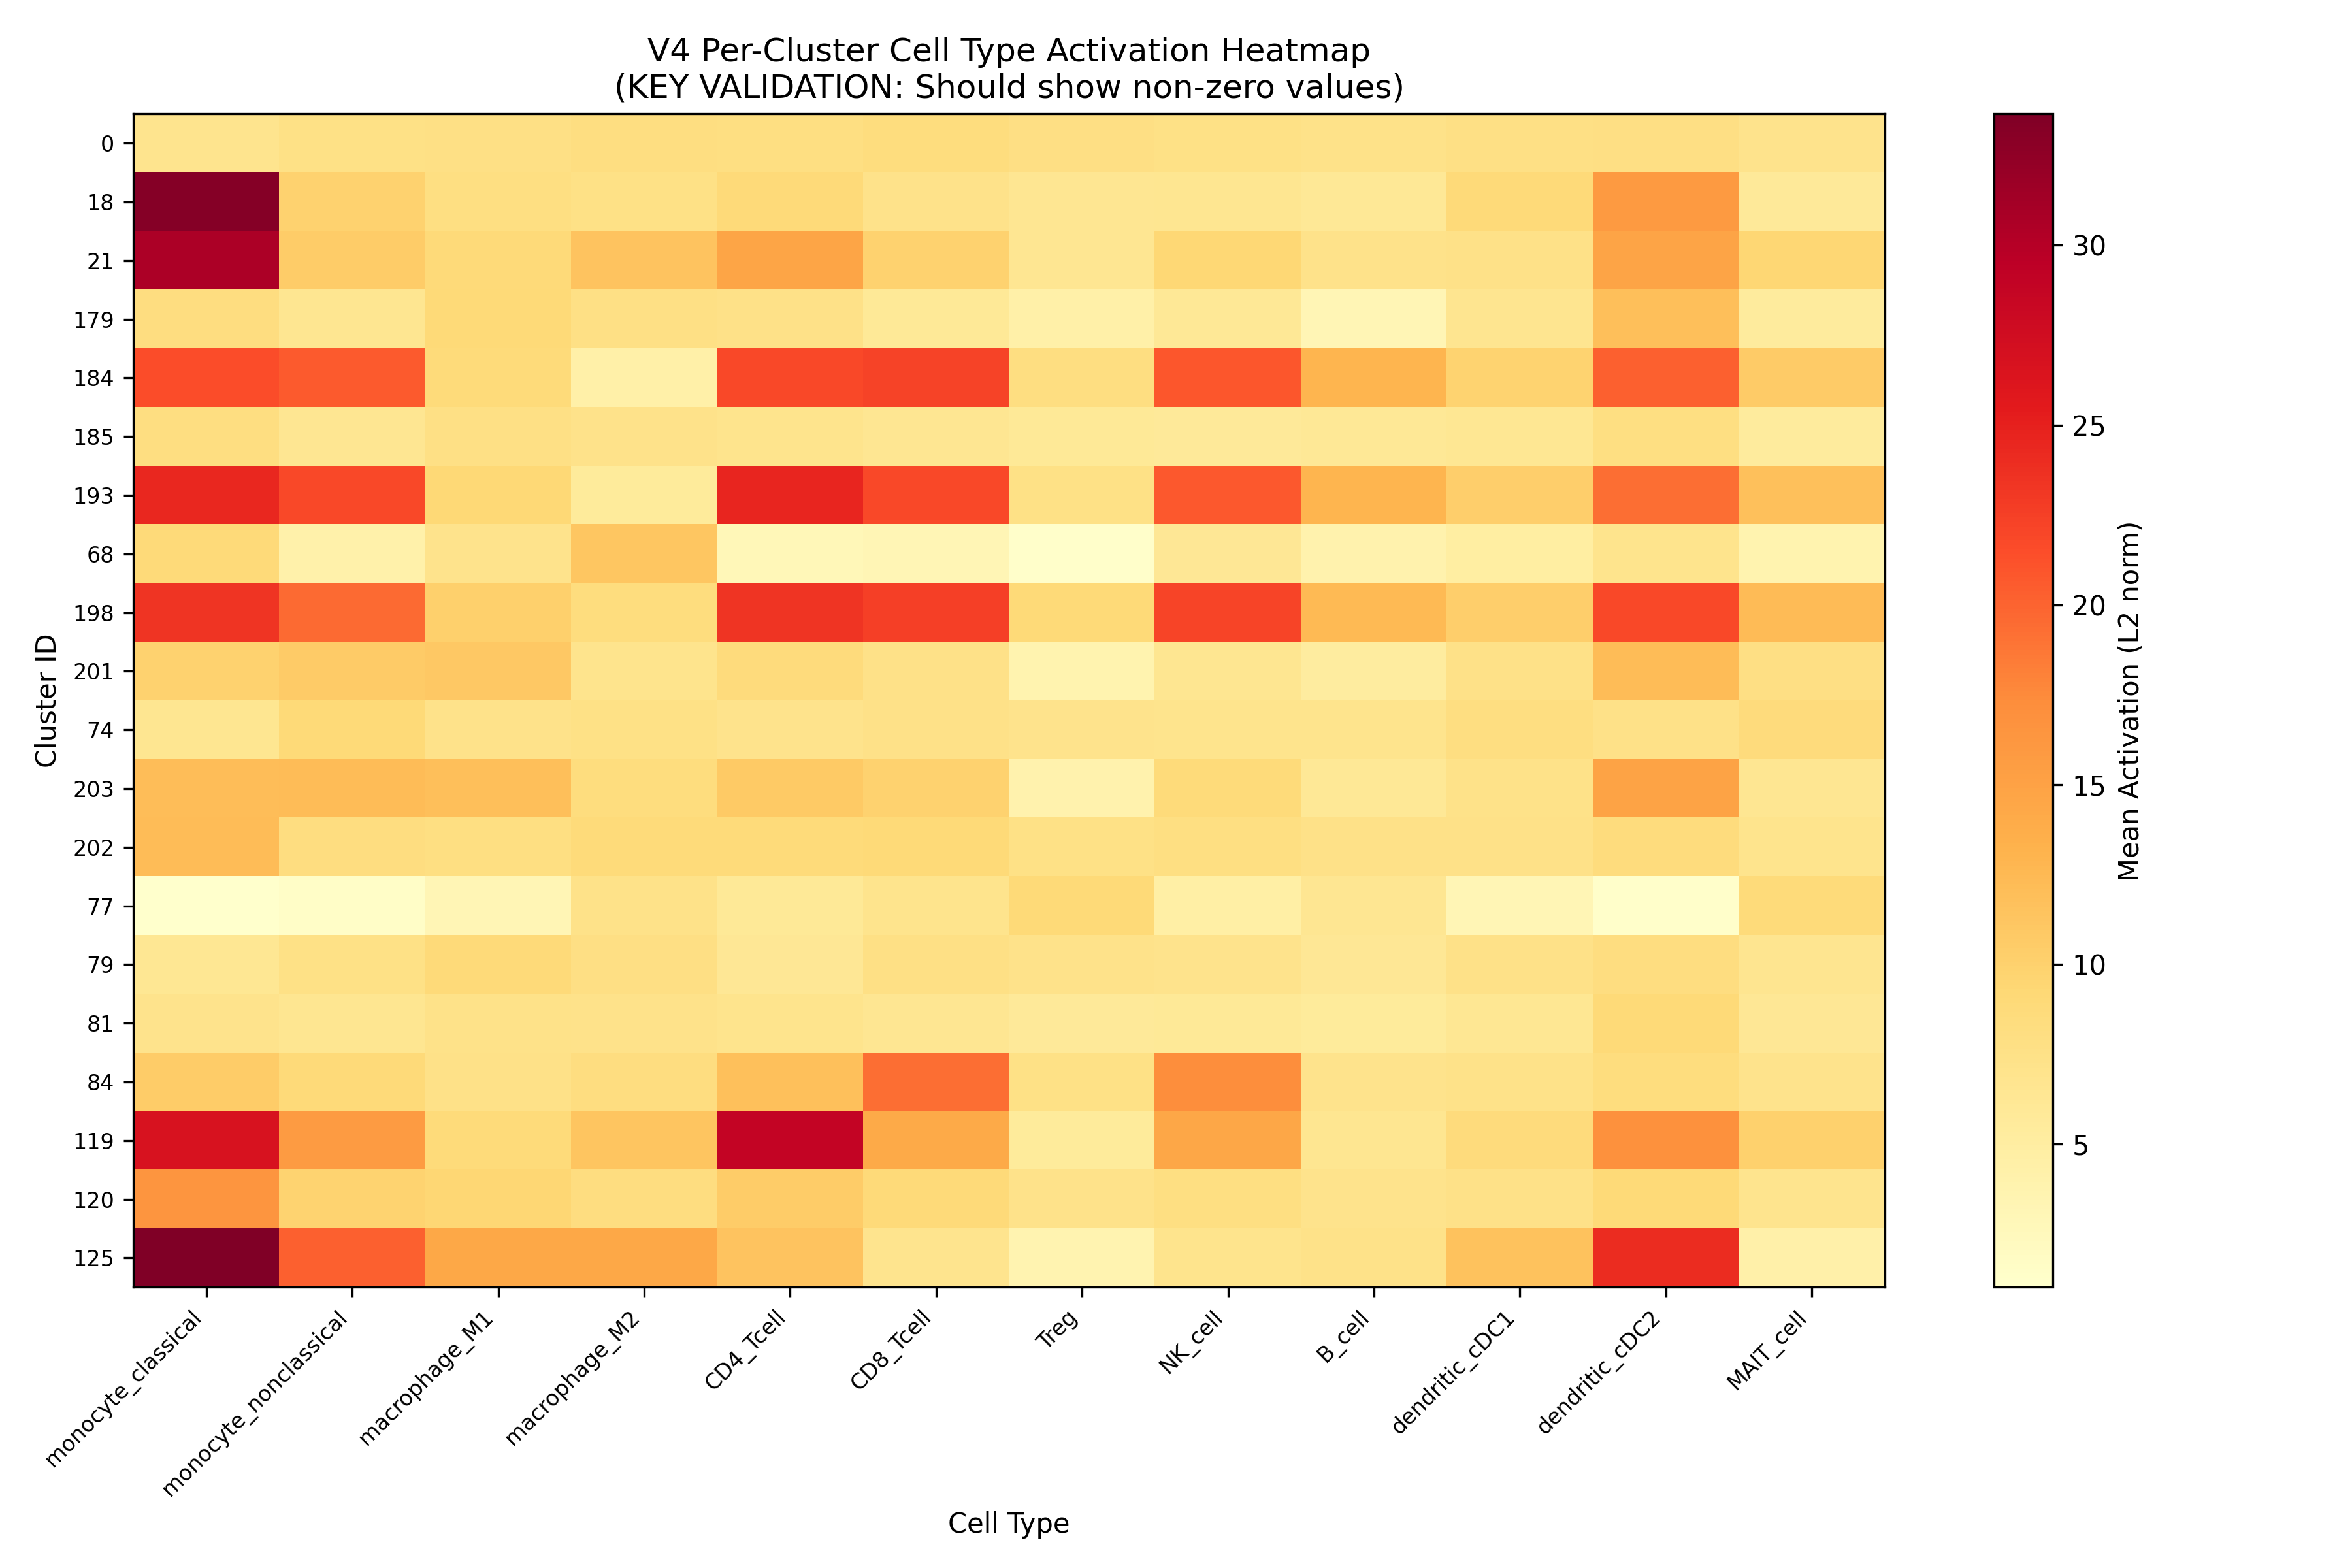 V4 Per-Cluster Cell Type Activation Heatmap
(KEY VALIDATION: Should show non-zero values)
Cluster ID
0
18
21
179
184
185
193
68
198
201
74
203
202
77
79
81
84
119
120
125
monocyte_classical
monocyte_nonclassical
macrophage_M1
macrophage_M2
CD4_Tcell
CD8_Tcell
Treg
NK_cell
B_cell
dendritic_cDC1
dendritic_cDC2
MAIT_cell
Cell Type
30
25
20
15
10
5
Mean Activation (L2 norm)